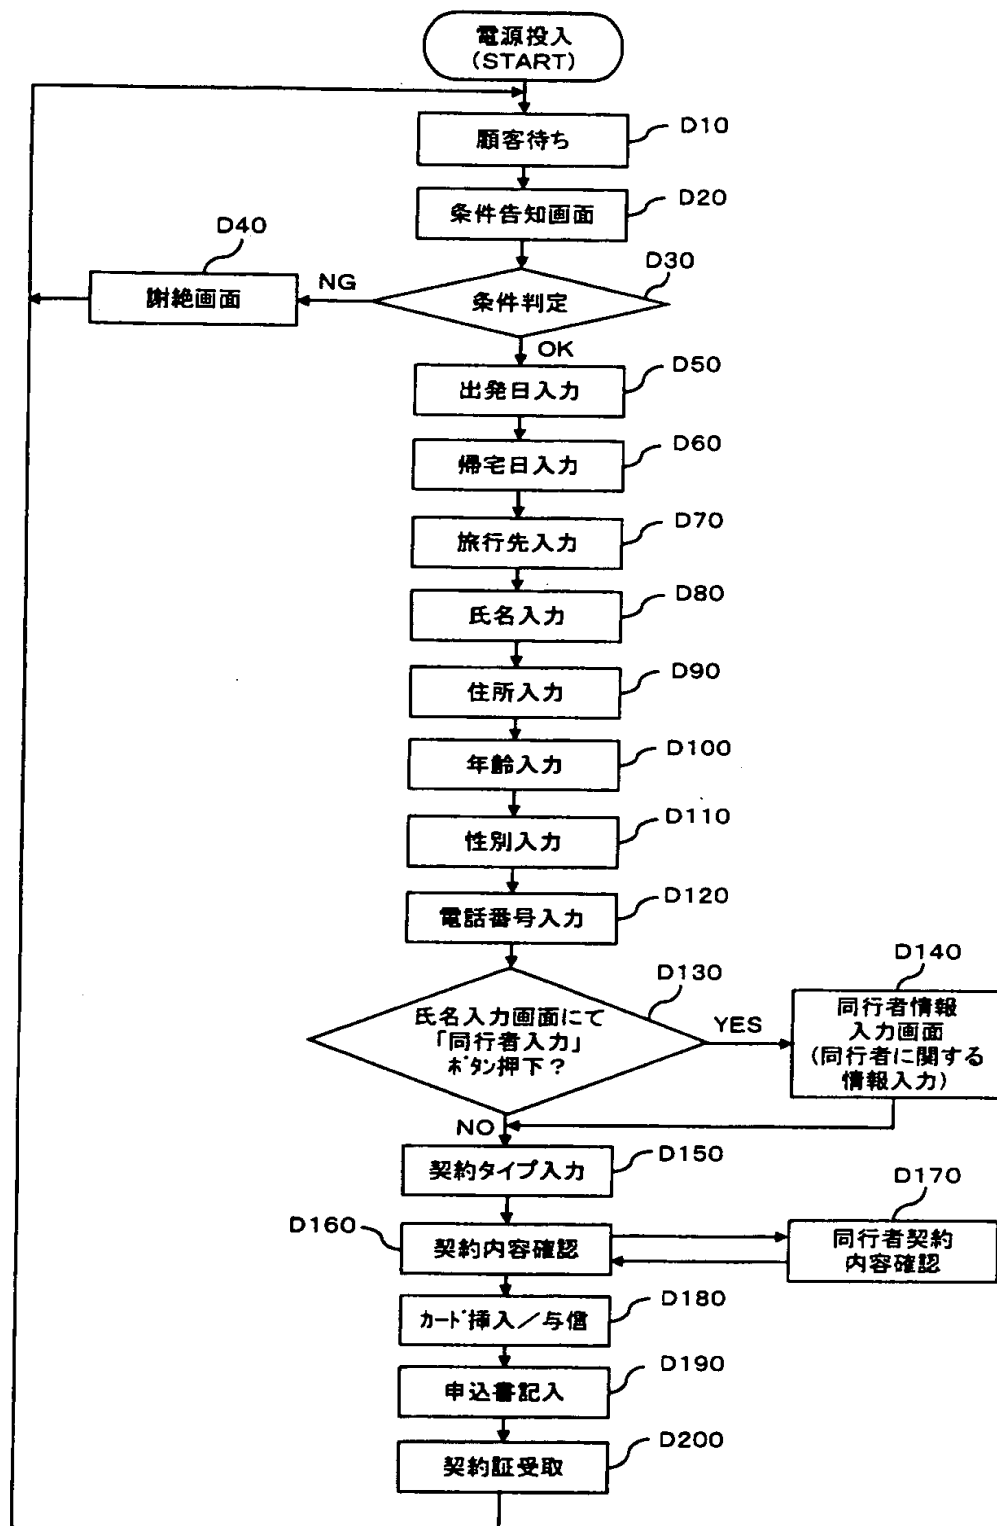 電源投入
(START)
顧客待ち
D10
条件告知画面
D20
D40
謝絶画面
NG
条件判定
D30
OK
出発日入力
D50
帰宅日入力
D60
旅行先入力
D70
氏名入力
D80
住所入力
D90
年齢入力
D100
性別入力
D110
電話番号入力
D120
氏名入力画面にて
「同行者入力」
ボタン押下？
D130
YES
D140
同行者情報
入力画面
(同行者に関する
情報入力)
NO
契約タイプ入力
D150
D160
契約内容確認
D170
同行者契約
内容確認
カード挿入／与信
D180
申込書記入
D190
契約証受取
D200